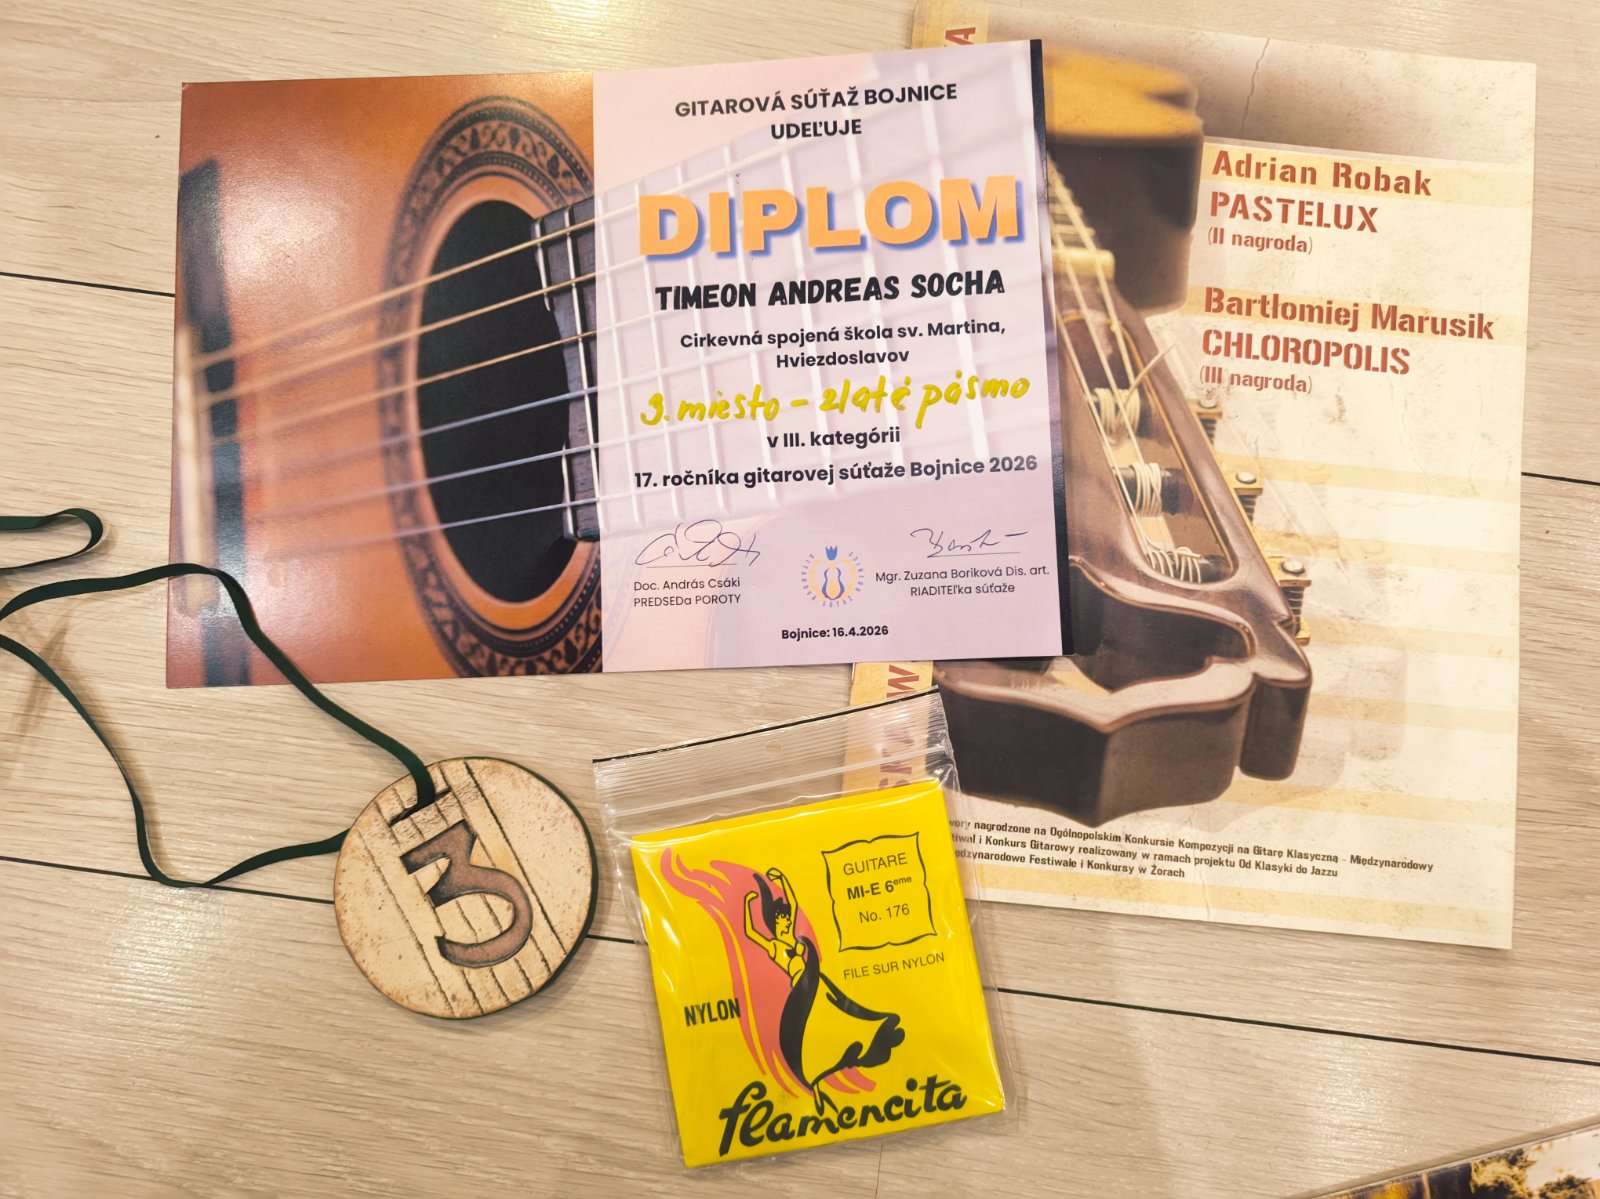 GITAROVÁ SÚŤAŽ BOJNICE
UDEĽUJE
DIPLOM
TIMEON ANDREAS SOCHA
Cirkevná spojená škola sv. Martina,
Hviezdoslavov
3. miesto - zlaté pásmo
v III. kategórii
17. ročníka gitarovej súťaže Bojnice 2026
Doc. András Csáki
PREDSEDa POROTY
Mgr. Zuzana Boriková Dis. art.
RIADITEľka súťaže
Bojnice: 16.4.2026
Adrian Robak
PASTELUX
(II nagroda)
Bartłomiej Marusik
CHLOROPOLIS
(III nagroda)
nagrodzone na Ogólnopolskim Konkursie Kompozycji na Gitarę Klasyczną - Międzynarodowy
i Konkurs Gitarowy realizowany w ramach projektu Od Klasyki do Jazzu
Festiwale i Konkursy w Żorach
3
GUITARE
MI-E 6eme
No. 176
FILE SUR NYLON
NYLON
flamencita